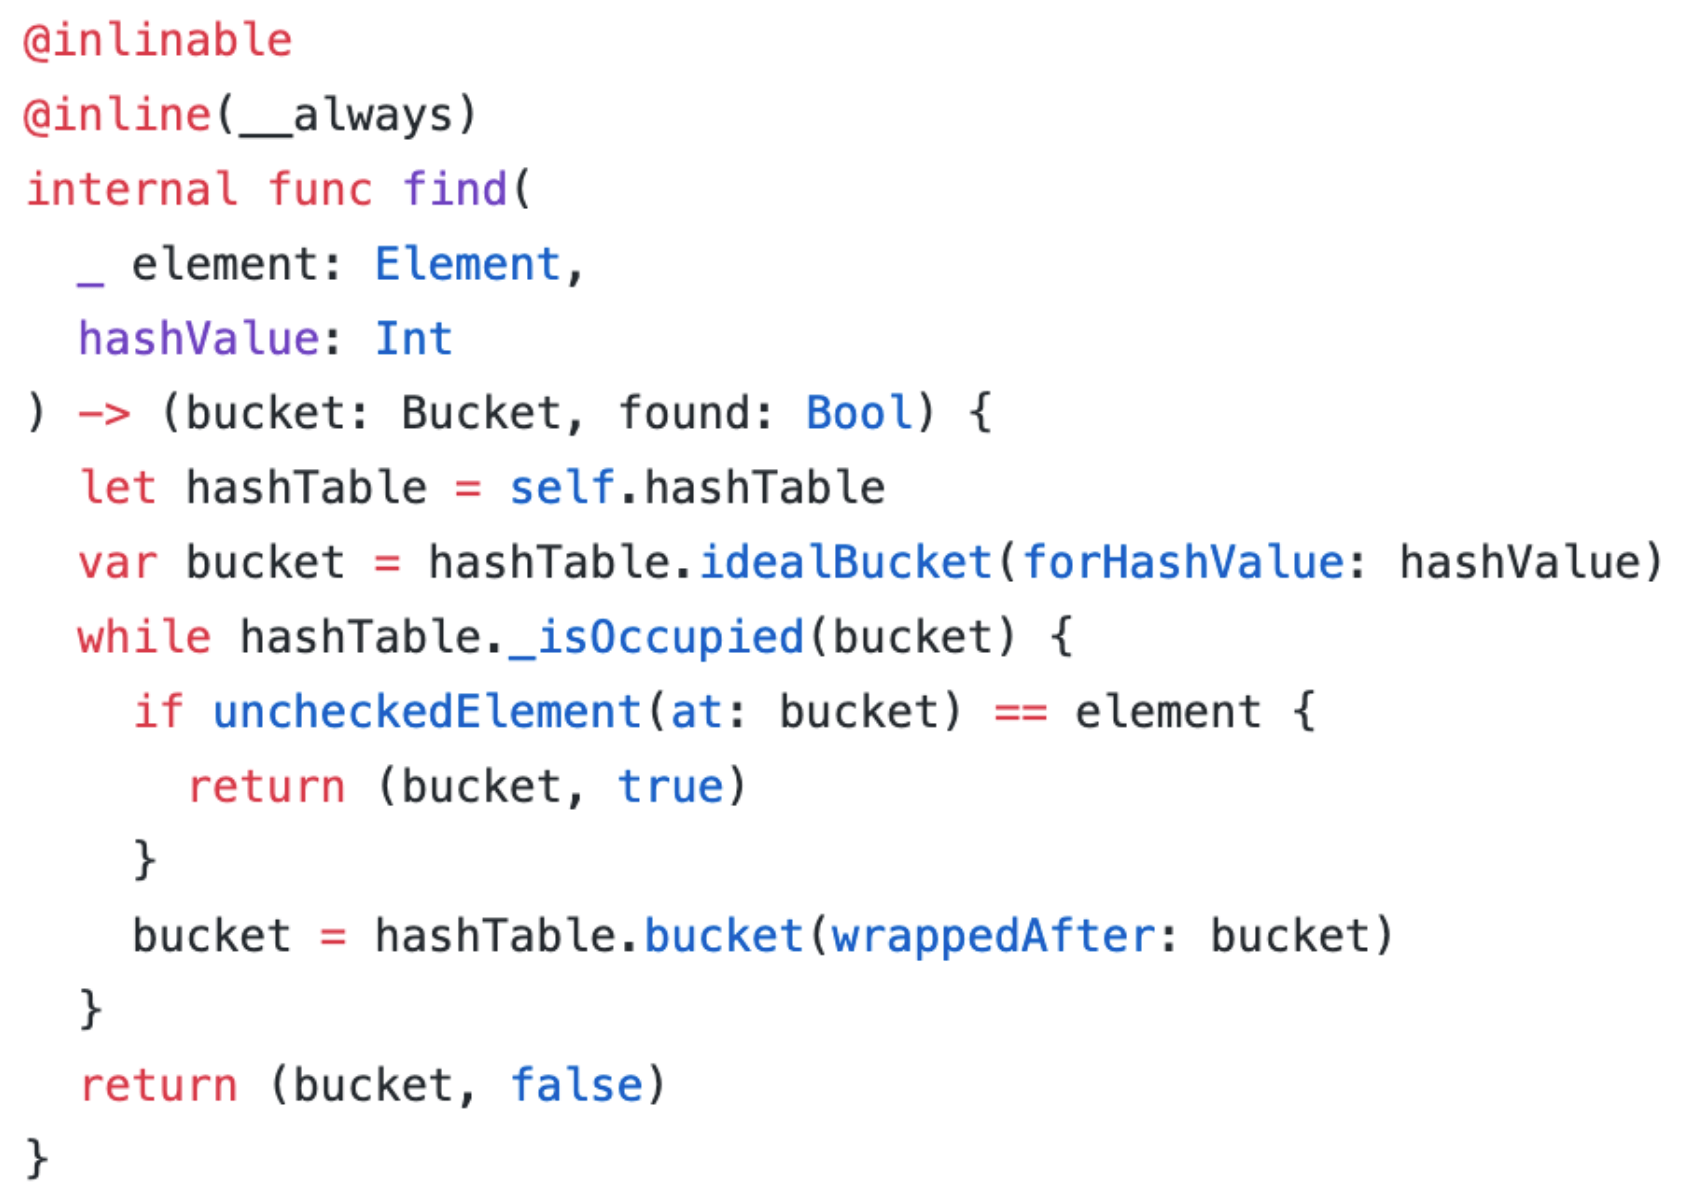 @inlinable
@inline(__always)
internal func find(
  _ element: Element,
  hashValue: Int
) -> (bucket: Bucket, found: Bool) {
  let hashTable = self.hashTable
  var bucket = hashTable.idealBucket(forHashValue: hashValue)
  while hashTable._isOccupied(bucket) {
    if uncheckedElement(at: bucket) == element {
      return (bucket, true)
    }
    bucket = hashTable.bucket(wrappedAfter: bucket)
  }
  return (bucket, false)
}